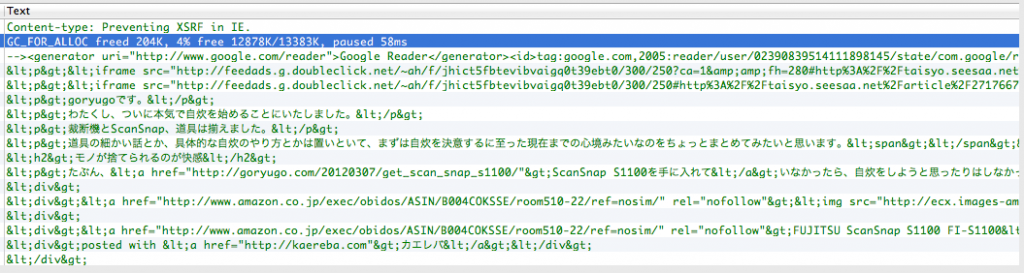 Text
Content-type: Preventing XSRF in IE.
GC_FOR_ALLOC freed 204K, 4% free 12878K/13383K, paused 58ms
--><generator uri="http://www.google.com/reader">Google Reader</generator><id>tag:google.com,2005:reader/user/02390839514111898145/state/com.google/r
&lt;p&gt;&lt;iframe src="http://feedads.g.doubleclick.net/~ah/f/jhict5fbtevibvaigq0t39ebt0/300/250?ca=1&amp;amp;fh=280#http%3A%2F%2Ftaisyo.seesaa.net
&lt;p&gt;&lt;iframe src="http://feedads.g.doubleclick.net/~ah/f/jhict5fbtevibvaigq0t39ebt0/300/250#http%3A%2F%2Ftaisyo.seesaa.net%2Farticle%2F2717667
&lt;p&gt;goryugoです。&lt;/p&gt;
&lt;p&gt;わたくし、ついに本気で自炊を始めることにいたしました。&lt;/p&gt;
&lt;p&gt;裁断機とScanSnap、道具は揃えました。&lt;/p&gt;
&lt;p&gt;道具の細かい話とか、具体的な自炊のやり方とかは置いといて、まずは自炊を決意するに至った現在までの心境みたいなのをちょっとまとめてみたいと思います。&lt;span&gt;&lt;/span&gt;&
&lt;h2&gt;モノが捨てられるのが快感&lt;/h2&gt;
&lt;p&gt;たぶん、&lt;a href="http://goryugo.com/20120307/get_scan_snap_s1100/"&gt;ScanSnap S1100を手に入れて&lt;/a&gt;いなかったら、自炊をしようと思ったりはしなかっ
&lt;div&gt;
&lt;div&gt;&lt;a href="http://www.amazon.co.jp/exec/obidos/ASIN/B004COKSSE/room510-22/ref=nosim/" rel="nofollow"&gt;&lt;img src="http://ecx.images-am
&lt;div&gt;
&lt;div&gt;&lt;a href="http://www.amazon.co.jp/exec/obidos/ASIN/B004COKSSE/room510-22/ref=nosim/" rel="nofollow"&gt;FUJITSU ScanSnap S1100 FI-S1100&lt
&lt;div&gt;posted with &lt;a href="http://kaereba.com"&gt;カエレバ&lt;/a&gt;&lt;/div&gt;
&lt;/div&gt;